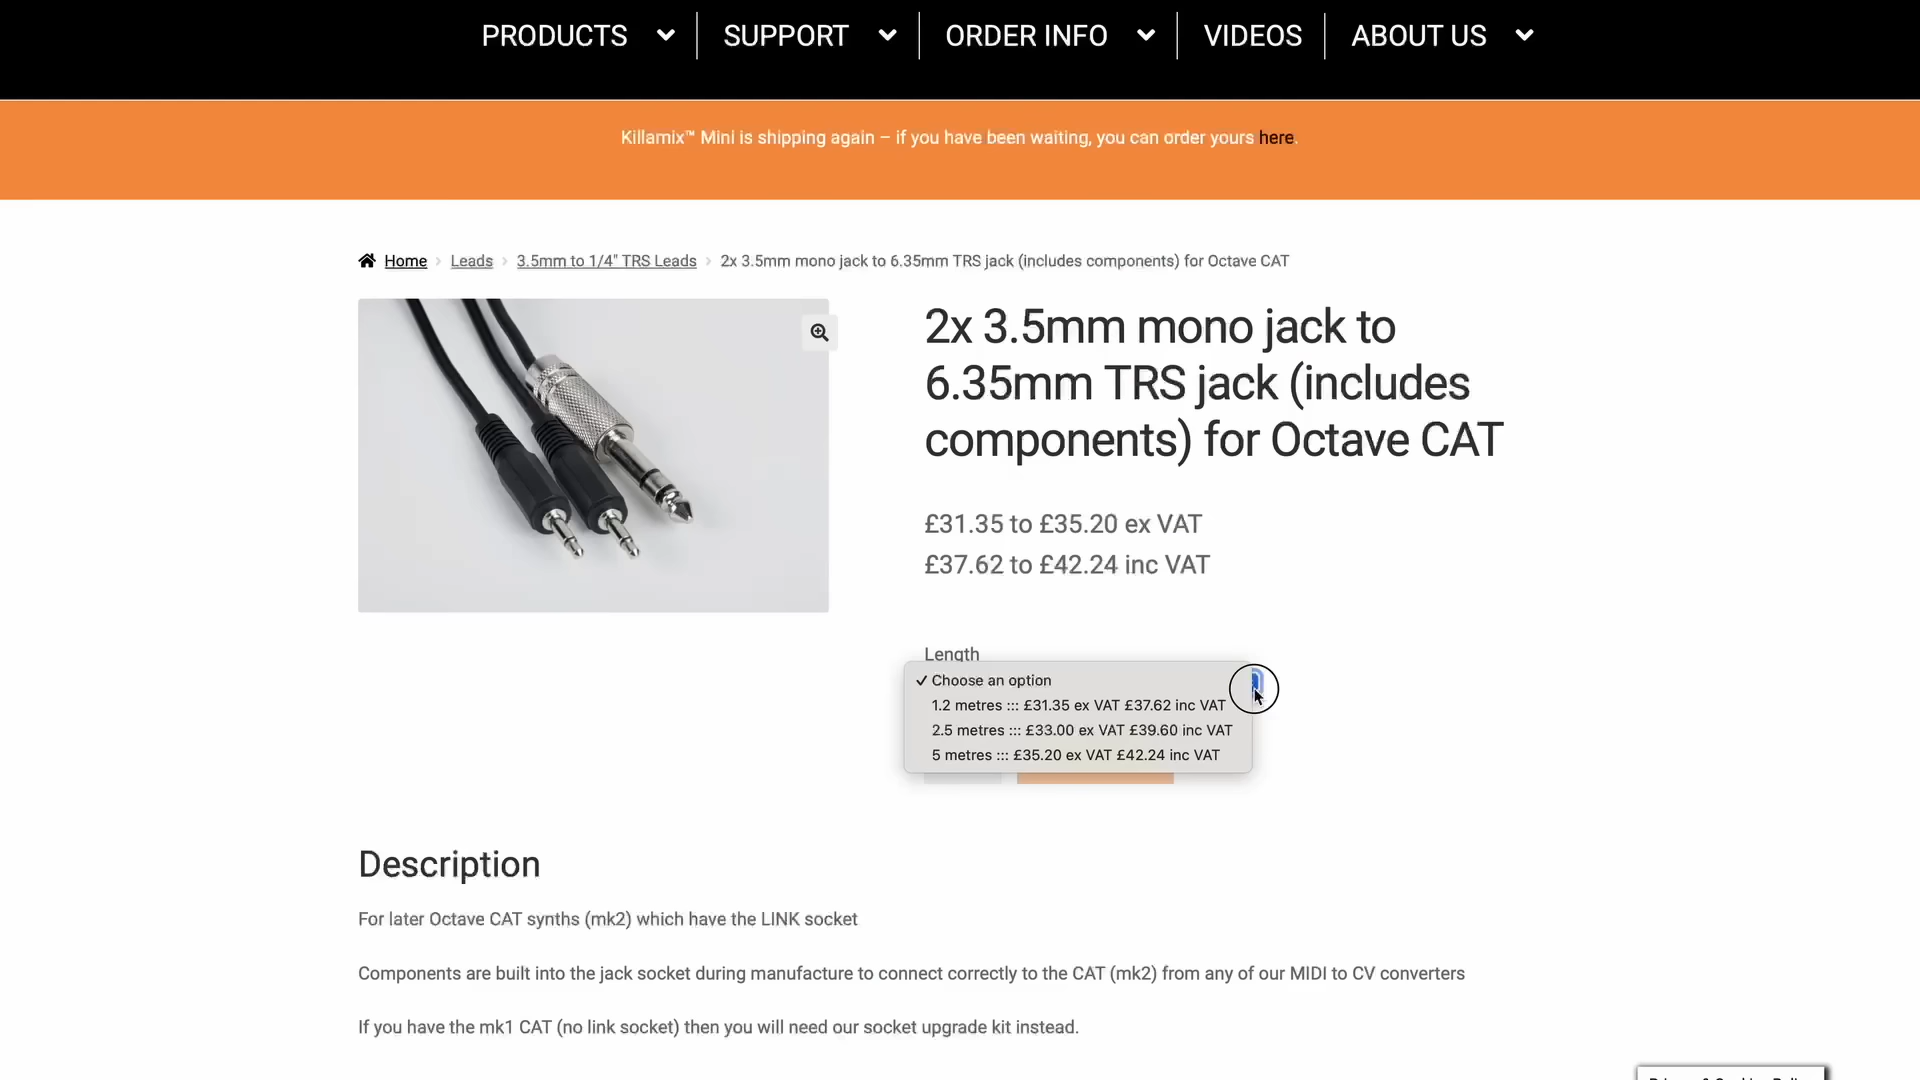 PRODUCTS SUPPORT ORDER INFO VIDEOS ABOUT US
Killamix™ Mini is shipping again – if you have been waiting, you can order yours here.
Home › Leads › 3.5mm to 1/4" TRS Leads › 2x 3.5mm mono jack to 6.35mm TRS jack (includes components) for Octave CAT
2x 3.5mm mono jack to
6.35mm TRS jack (includes
components) for Octave CAT
£31.35 to £35.20 ex VAT
£37.62 to £42.24 inc VAT
Length
✓ Choose an option
1.2 metres ::: £31.35 ex VAT £37.62 inc VAT
2.5 metres ::: £33.00 ex VAT £39.60 inc VAT
5 metres ::: £35.20 ex VAT £42.24 inc VAT
Description
For later Octave CAT synths (mk2) which have the LINK socket
Components are built into the jack socket during manufacture to connect correctly to the CAT (mk2) from any of our MIDI to CV converters
If you have the mk1 CAT (no link socket) then you will need our socket upgrade kit instead.